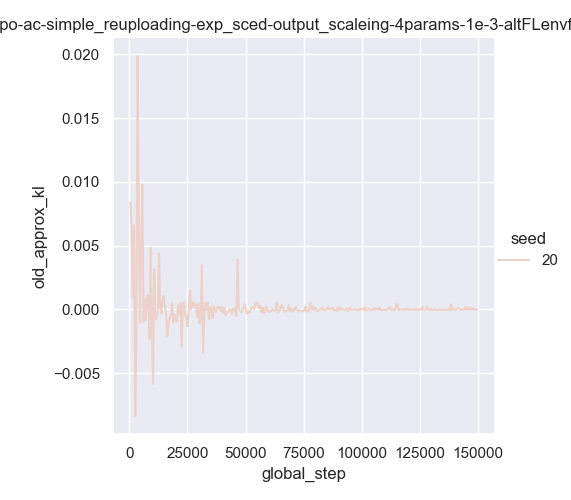 po-ac-simple_reuploading-exp_sced-output_scaleing-4params-1e-3-altFLenvf
0.020
0.015
0.010
0.005
0.000
−0.005
old_approx_kl
0 25000 50000 75000 100000 125000 150000
global_step
seed
20